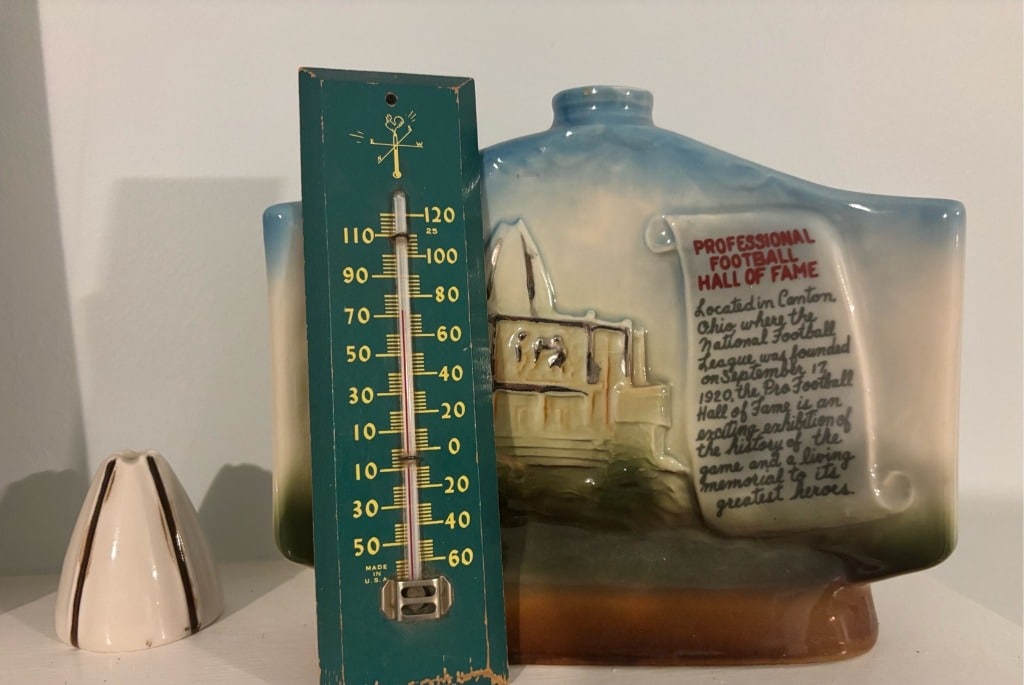 W
120
25
110
100
90
80
70
60
50
40
30
20
10
0
10
20
30
40
50
60
MADE
IN
U.S.A.
PROFESSIONAL
FOOTBALL
HALL OF FAME
Located in Canton,
Ohio, where the
National Football
League was founded
on September 17,
1920, the Pro Football
Hall of Fame is an
exciting exhibition of
the history of the
game and a living
memorial to its
greatest heroes.